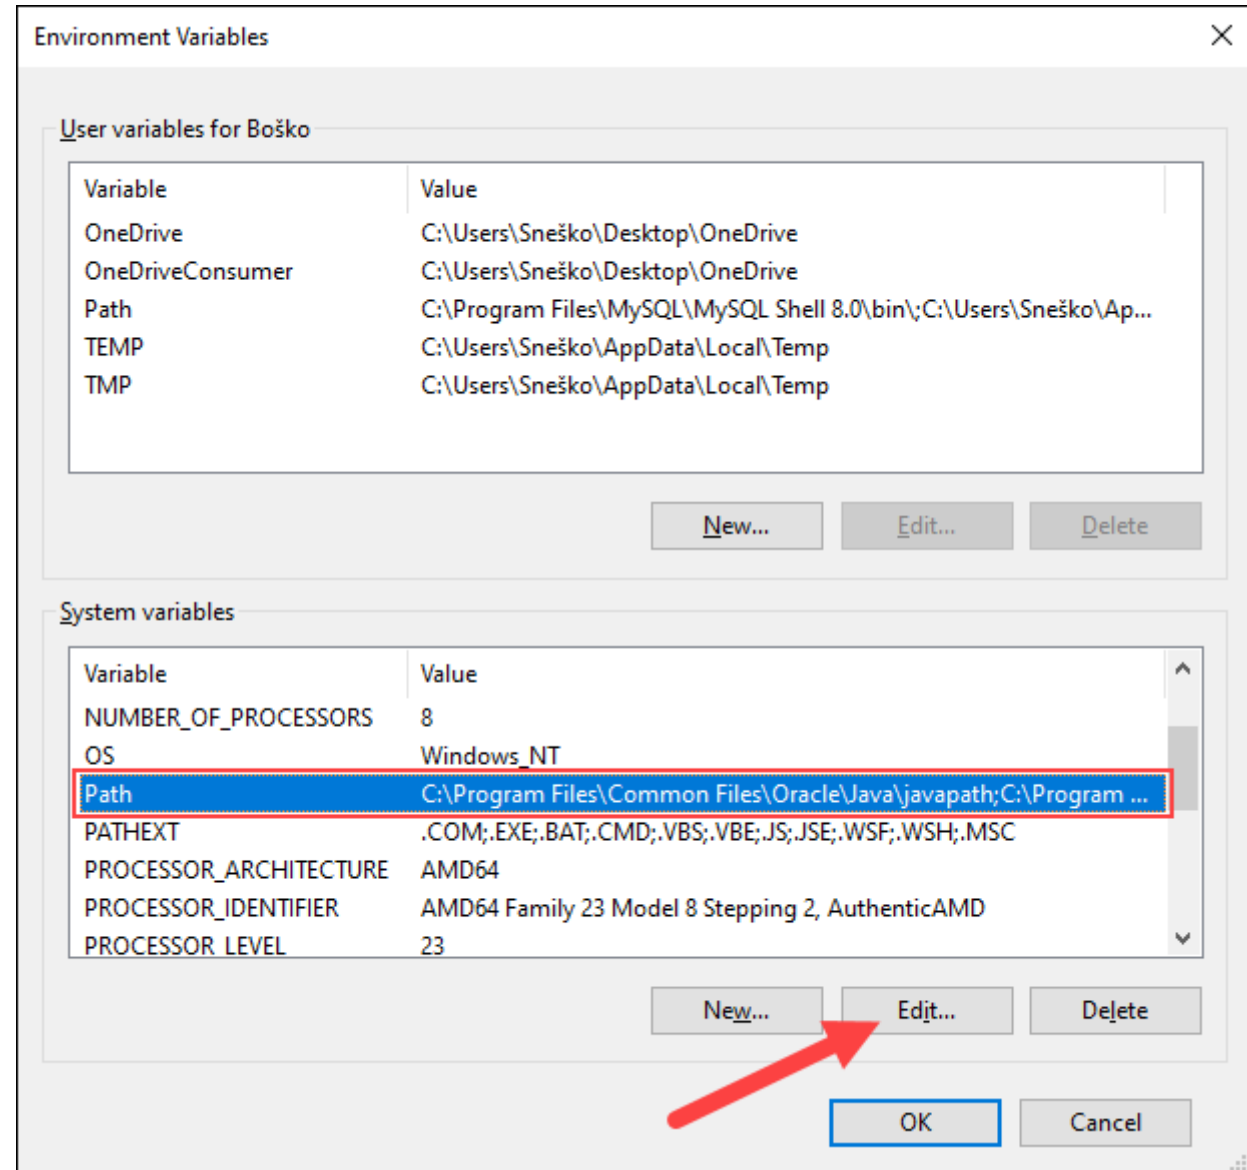 Environment Variables
User variables for Boško
Variable Value
OneDrive C:\Users\Sneško\Desktop\OneDrive
OneDriveConsumer C:\Users\Sneško\Desktop\OneDrive
Path C:\Program Files\MySQL\MySQL Shell 8.0\bin\;C:\Users\Sneško\Ap...
TEMP C:\Users\Sneško\AppData\Local\Temp
TMP C:\Users\Sneško\AppData\Local\Temp
New... Edit... Delete
System variables
Variable Value
NUMBER_OF_PROCESSORS 8
OS Windows_NT
Path C:\Program Files\Common Files\Oracle\Java\javapath;C:\Program ...
PATHEXT .COM;.EXE;.BAT;.CMD;.VBS;.VBE;.JS;.JSE;.WSF;.WSH;.MSC
PROCESSOR_ARCHITECTURE AMD64
PROCESSOR_IDENTIFIER AMD64 Family 23 Model 8 Stepping 2, AuthenticAMD
PROCESSOR_LEVEL 23
New... Edit... Delete
OK Cancel